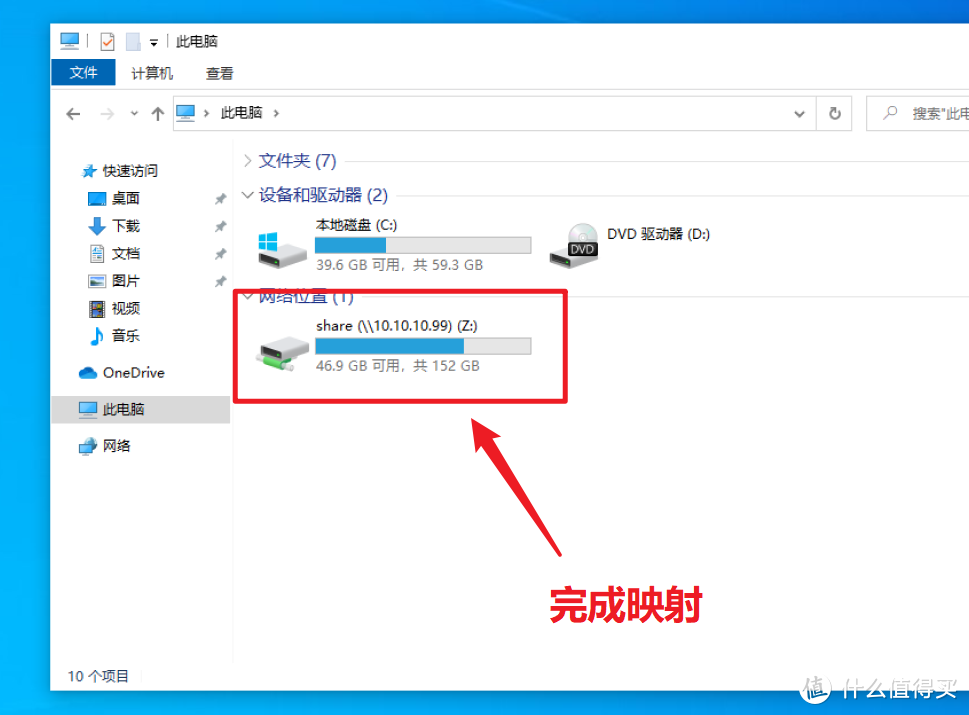 此电脑
文件 计算机 查看
此电脑
搜索"此电
快速访问
桌面
下载
文档
图片
视频
音乐
OneDrive
此电脑
网络
文件夹 (7)
设备和驱动器 (2)
本地磁盘 (C:)
39.6 GB 可用，共 59.3 GB
DVD
DVD 驱动器 (D:)
网络位置 (1)
share (\\10.10.10.99) (Z:)
46.9 GB 可用，共 152 GB
完成映射
10 个项目
值 什么值得买